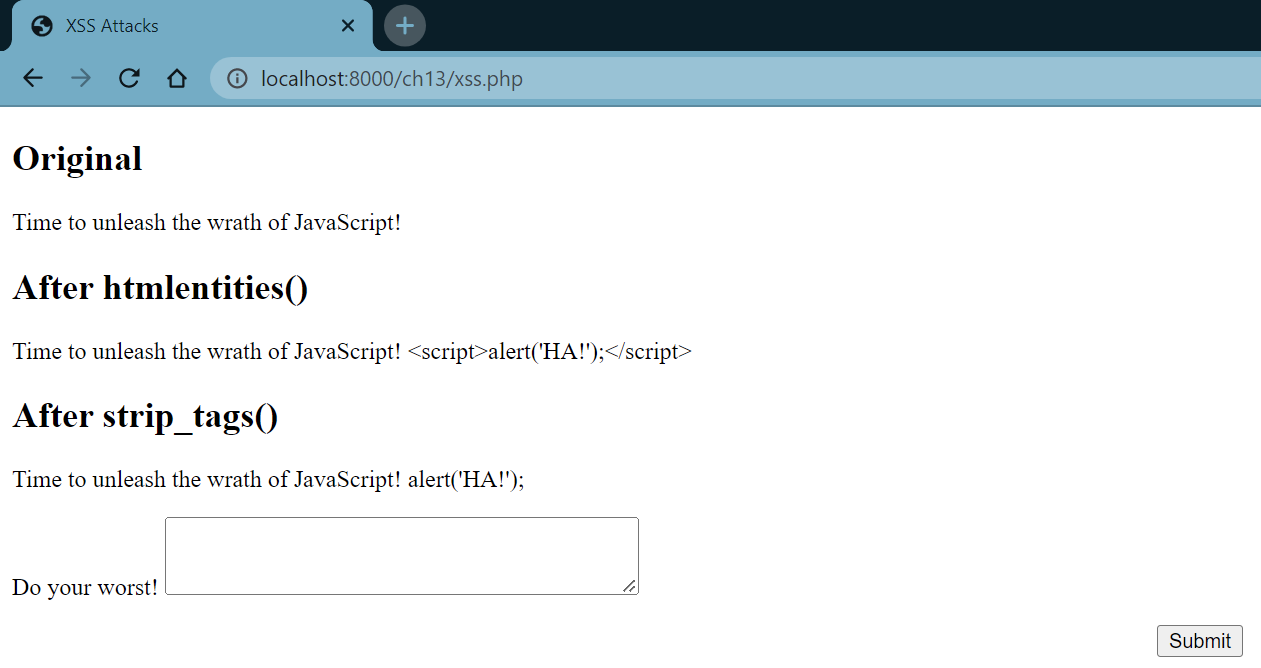 XSS Attacks
localhost:8000/ch13/xss.php
Original
Time to unleash the wrath of JavaScript!
After htmlentities()
Time to unleash the wrath of JavaScript! <script>alert('HA!');</script>
After strip_tags()
Time to unleash the wrath of JavaScript! alert('HA!');
Do your worst!
Submit